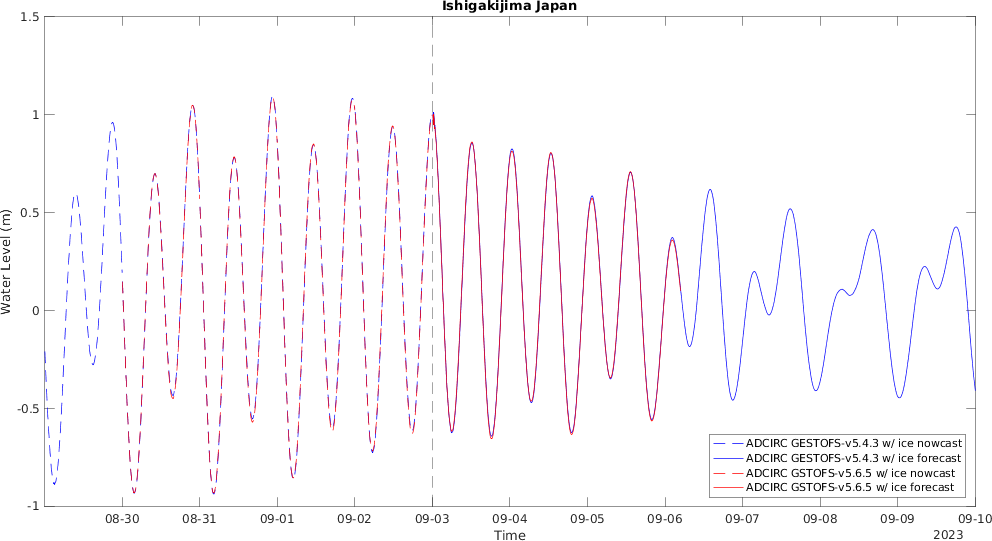 Ishigakijima Japan
Water Level (m)
1.5
1
0.5
0
-0.5
-1
08-30
08-31
09-01
09-02
09-03
09-04
09-05
09-06
09-07
09-08
09-09
09-10
Time
2023
ADCIRC GESTOFS-v5.4.3 w/ ice nowcast
ADCIRC GESTOFS-v5.4.3 w/ ice forecast
ADCIRC GSTOFS-v5.6.5 w/ ice nowcast
ADCIRC GSTOFS-v5.6.5 w/ ice forecast